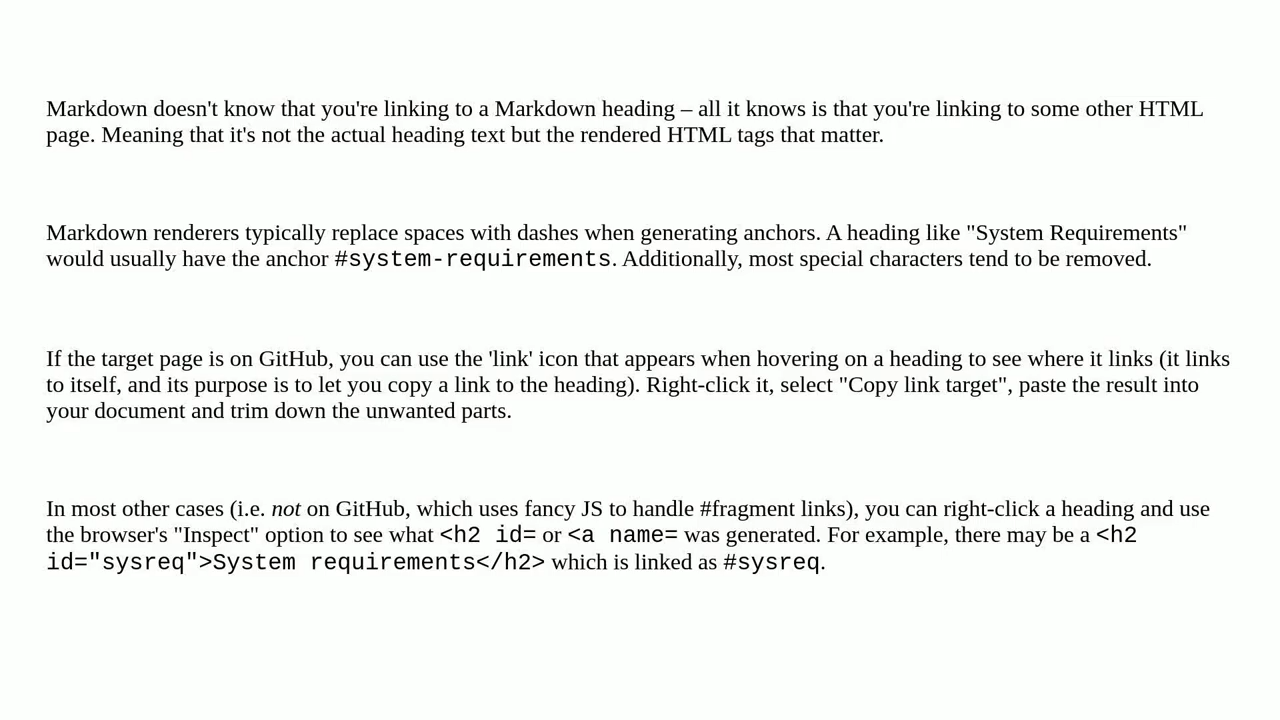 Markdown doesn't know that you're linking to a Markdown heading – all it knows is that you're linking to some other HTML
page. Meaning that it's not the actual heading text but the rendered HTML tags that matter.
Markdown renderers typically replace spaces with dashes when generating anchors. A heading like "System Requirements"
would usually have the anchor #system-requirements. Additionally, most special characters tend to be removed.
If the target page is on GitHub, you can use the 'link' icon that appears when hovering on a heading to see where it links (it links
to itself, and its purpose is to let you copy a link to the heading). Right-click it, select "Copy link target", paste the result into
your document and trim down the unwanted parts.
In most other cases (i.e. not on GitHub, which uses fancy JS to handle #fragment links), you can right-click a heading and use
the browser's "Inspect" option to see what <h2 id= or <a name= was generated. For example, there may be a <h2
id="sysreq">System requirements</h2> which is linked as #sysreq.